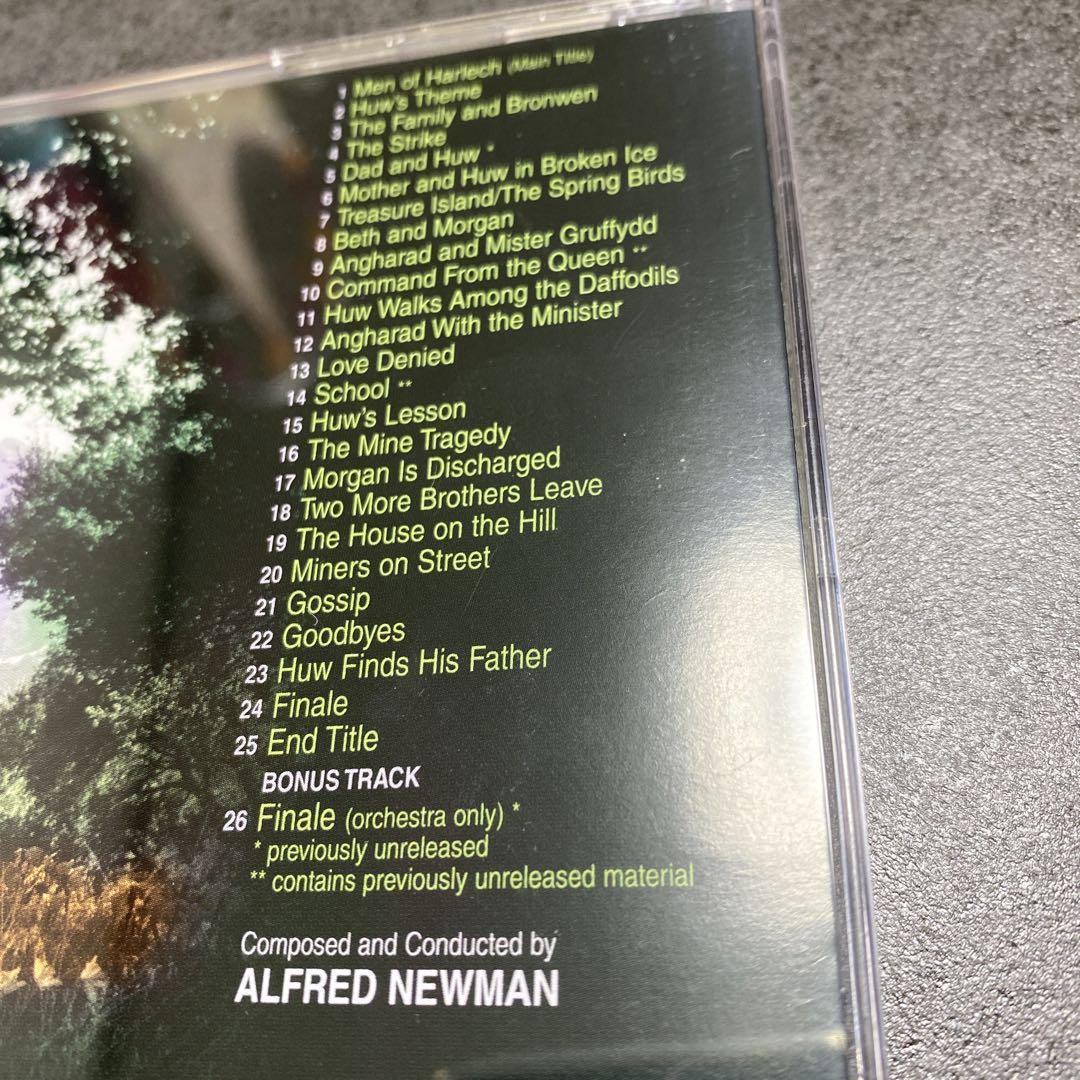 1 Men of Harlech (Main Title)
2 Huw's Theme
3 The Family and Bronwen
4 The Strike
5 Dad and Huw *
6 Mother and Huw in Broken Ice
7 Treasure Island/The Spring Birds
8 Beth and Morgan
9 Angharad and Mister Gruffydd
10 Command From the Queen **
11 Huw Walks Among the Daffodils
12 Angharad With the Minister
13 Love Denied
14 School **
15 Huw's Lesson
16 The Mine Tragedy
17 Morgan Is Discharged
18 Two More Brothers Leave
19 The House on the Hill
20 Miners on Street
21 Gossip
22 Goodbyes
23 Huw Finds His Father
24 Finale
25 End Title
BONUS TRACK
26 Finale (orchestra only) *
* previously unreleased
** contains previously unreleased material
Composed and Conducted by
ALFRED NEWMAN